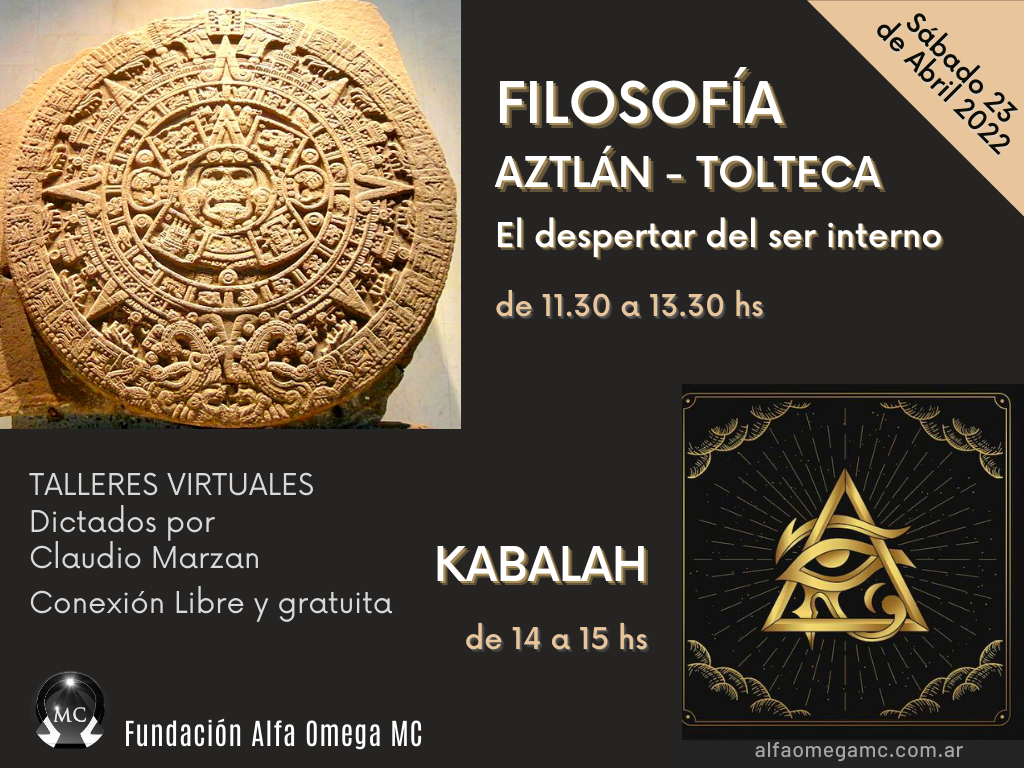 Sábado 23
de Abril 2022
FILOSOFÍA
AZTLÁN - TOLTECA
El despertar del ser interno
de 11.30 a 13.30 hs
TALLERES VIRTUALES
Dictados por
Claudio Marzan
Conexión Libre y gratuita
KABALAH
de 14 a 15 hs
MC
Fundación Alfa Omega MC
alfaomegamc.com.ar